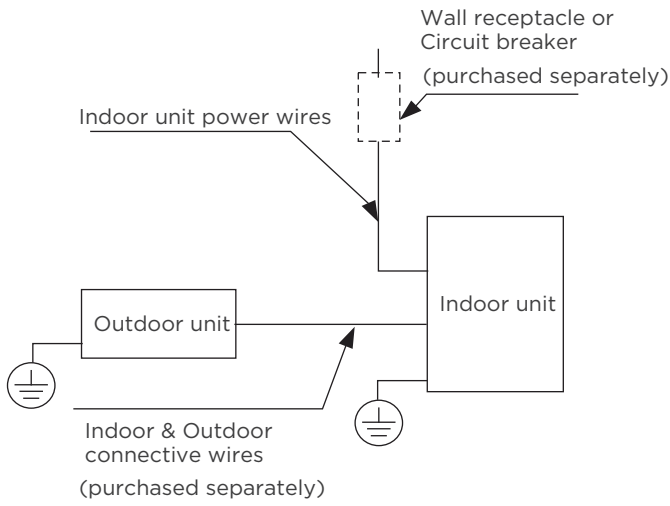 Wall receptacle or
Circuit breaker
(purchased separately)
Indoor unit power wires
Indoor unit
Outdoor unit
Indoor & Outdoor
connective wires
(purchased separately)